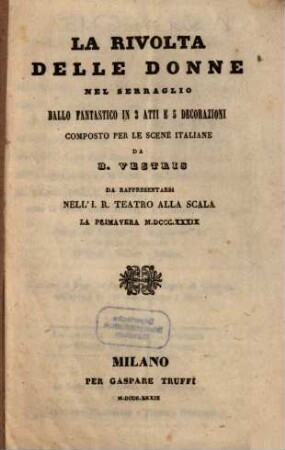 LA RIVOLTA
DELLE DONNE
NEL SERRAGLIO
BALLO FANTASTICO IN 3 ATTI E 5 DECORAZIONI
COMPOSTO PER LE SCENE ITALIANE
DA
B. VESTRIS
DA RAPPRESENTARSI
NELL' I. R. TEATRO ALLA SCALA
LA PRIMAVERA M.DCCC.XXXIX
MILANO
PER GASPARE TRUFFI
M.DCCC.XXXIX